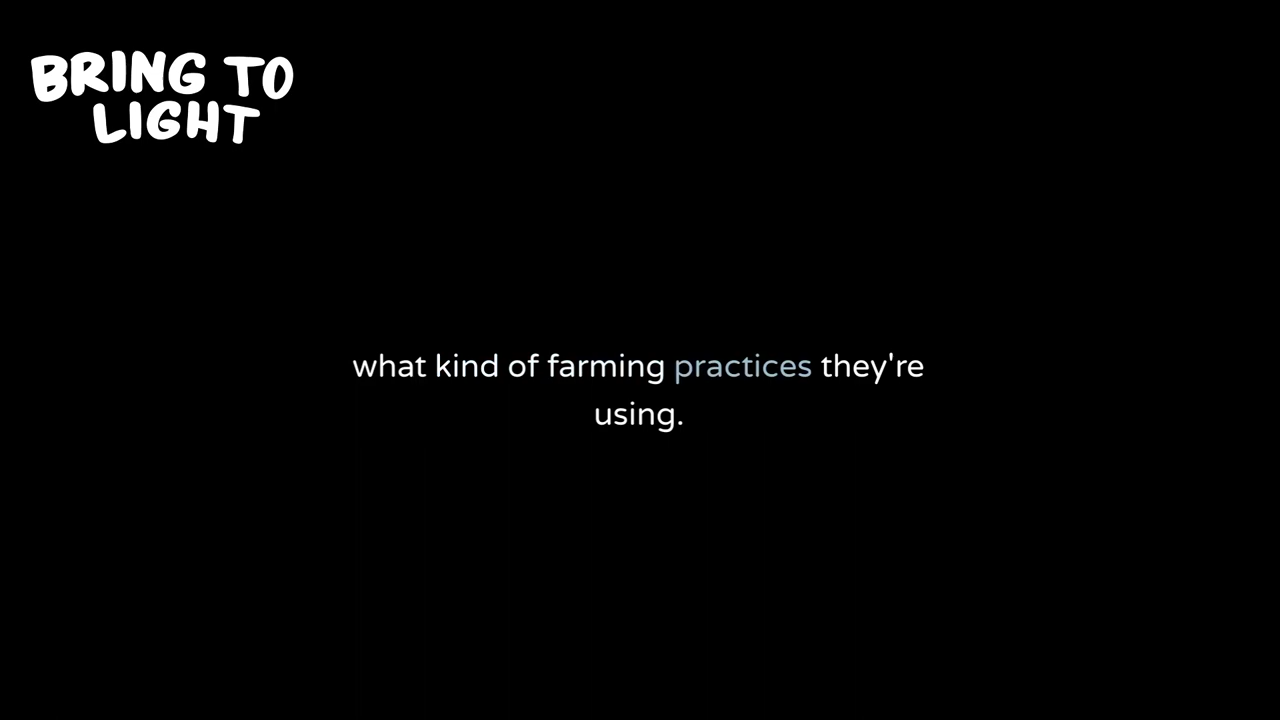 BRING TO
LIGHT
what kind of farming practices they're
using.